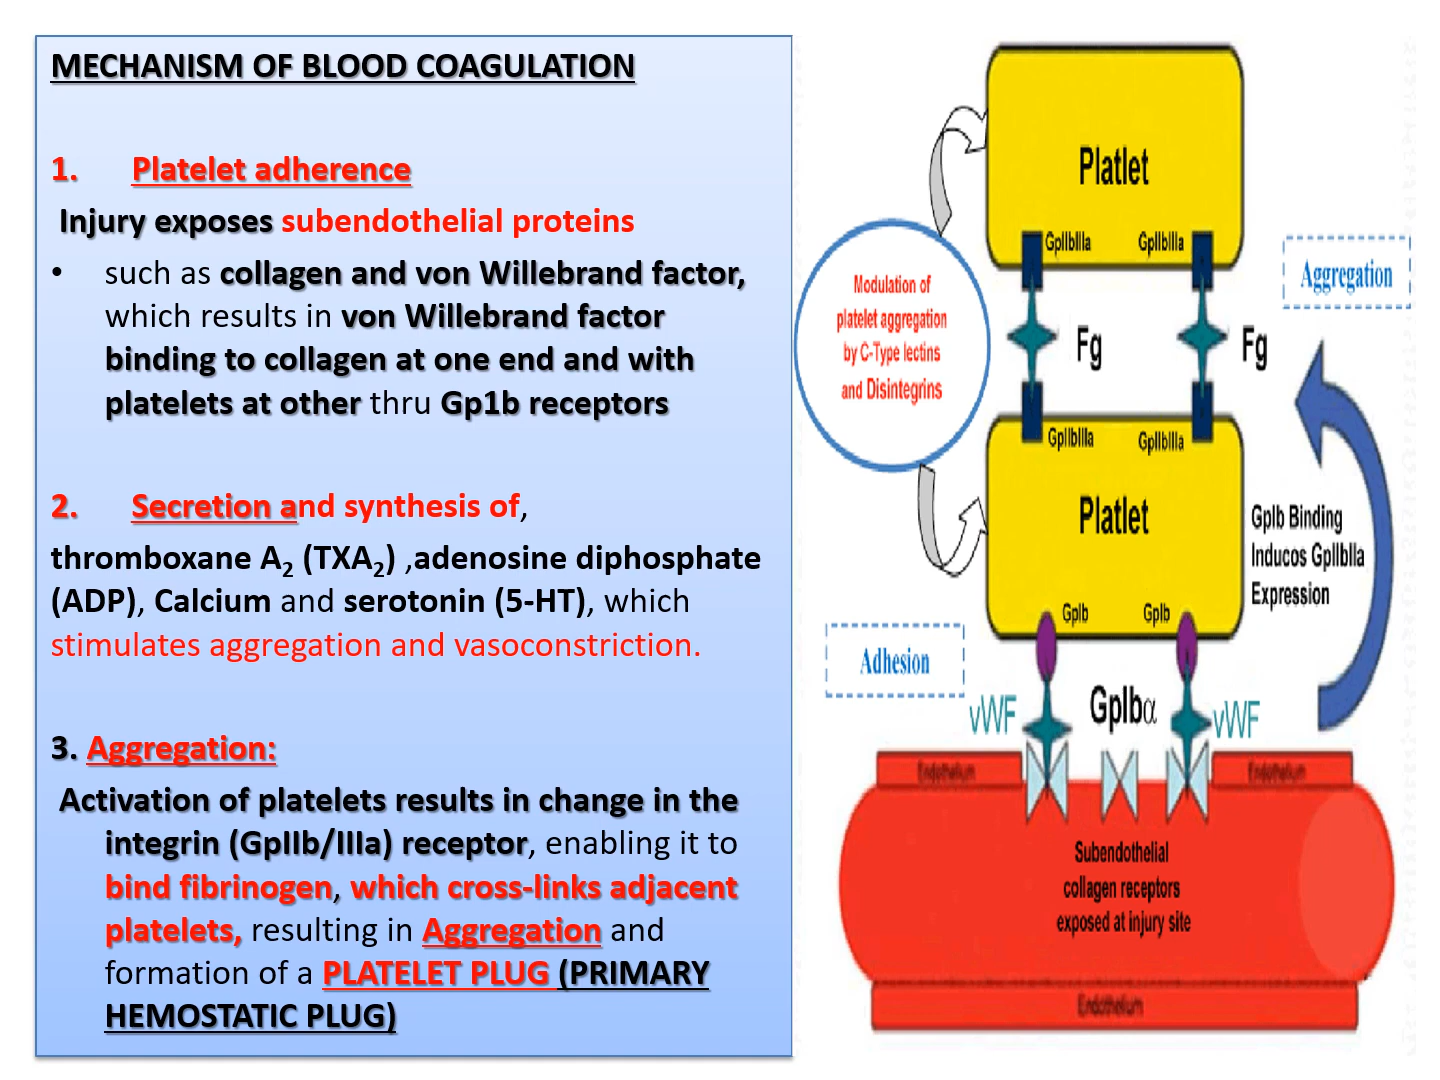 MECHANISM OF BLOOD COAGULATION
1. Platelet adherence
Injury exposes subendothelial proteins
• such as collagen and von Willebrand factor,
which results in von Willebrand factor
binding to collagen at one end and with
platelets at other thru Gp1b receptors
2. Secretion and synthesis of,
thromboxane A2 (TXA2) ,adenosine diphosphate
(ADP), Calcium and serotonin (5-HT), which
stimulates aggregation and vasoconstriction.
3. Aggregation:
Activation of platelets results in change in the
integrin (GpIIb/IIIa) receptor, enabling it to
bind fibrinogen, which cross-links adjacent
platelets, resulting in Aggregation and
formation of a PLATELET PLUG (PRIMARY
HEMOSTATIC PLUG)
Platlet
GpIIbIIIa GpIIbIIIa
Aggregation
Modulation of
platelet aggregation
by C-Type lectins
and Disintegrins
Fg Fg
GpIIbIIIa GpIIbIIIa
Platlet
GpIb Binding
Inducos GpIIbIIa
Expression
GpIb GpIb
Adhesion
vWF GpIbα vWF
Endothelium Endothelium
Subendothelial
collagen receptors
exposed at injury site
Endothelium